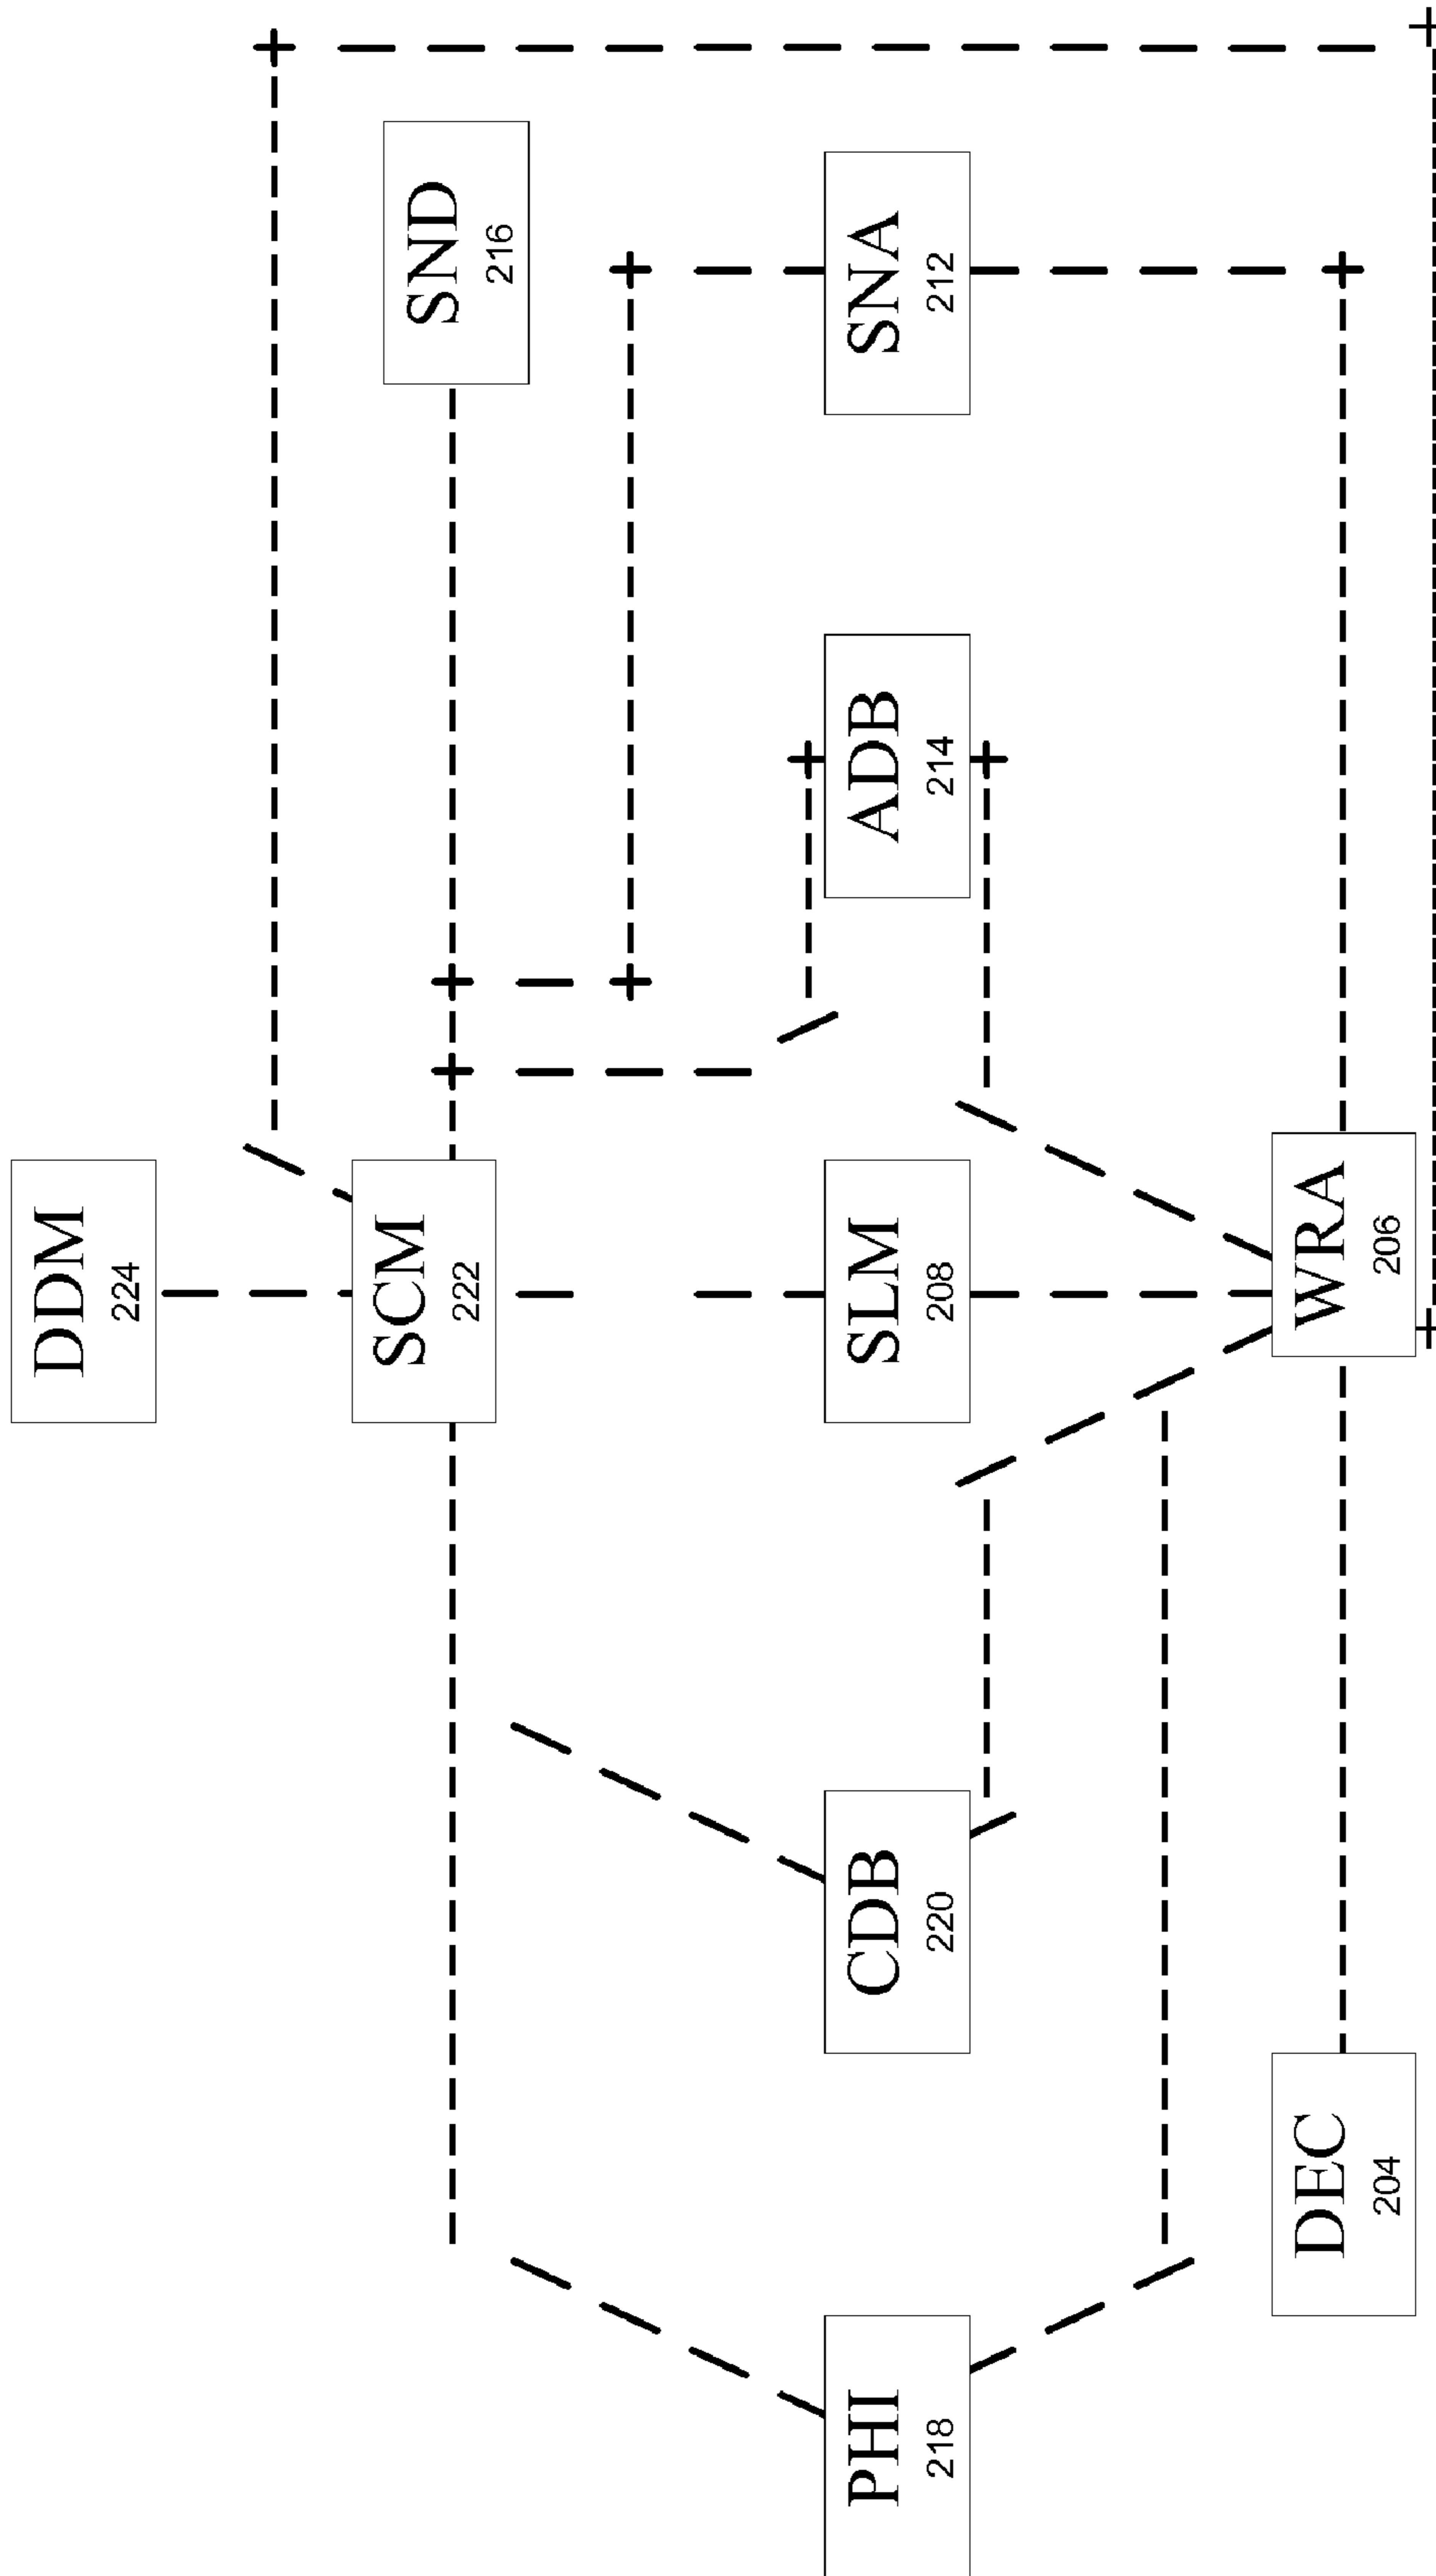 DDM
224
SCM
222
SND
216
PHI
218
CDB
220
SLM
208
ADB
214
SNA
212
DEC
204
WRA
206